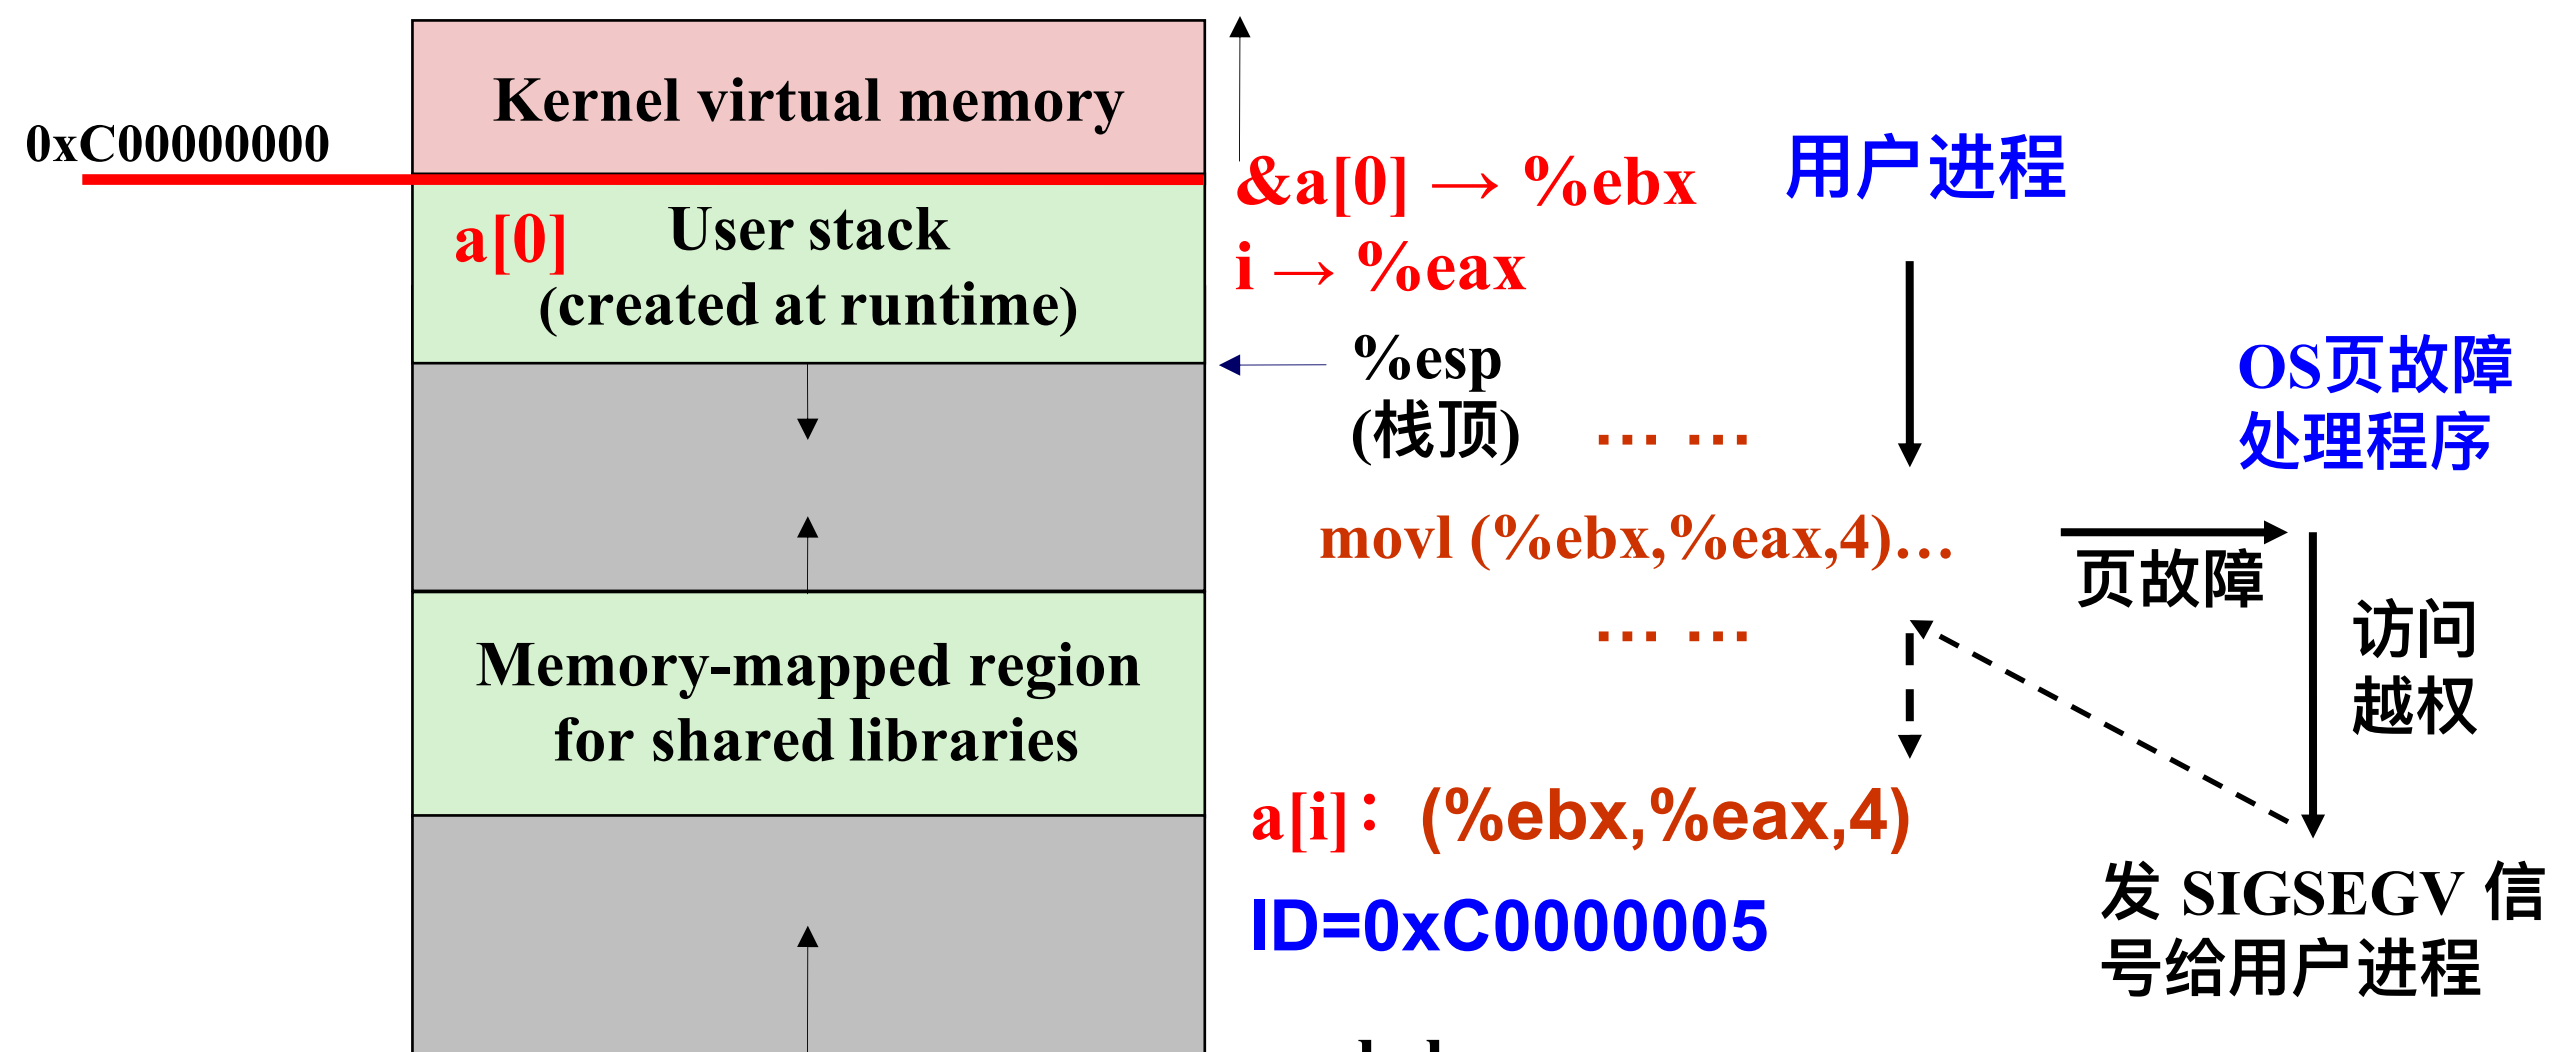 Kernel virtual memory
0xC00000000
a[0]
User stack
(created at runtime)
&a[0] → %ebx
i → %eax
用户进程
%esp
(栈顶)
… …
OS页故障
处理程序
movl (%ebx,%eax,4)…
页故障
… …
访问
越权
Memory-mapped region
for shared libraries
a[i]：(%ebx,%eax,4)
ID=0xC0000005
发 SIGSEGV 信
号给用户进程